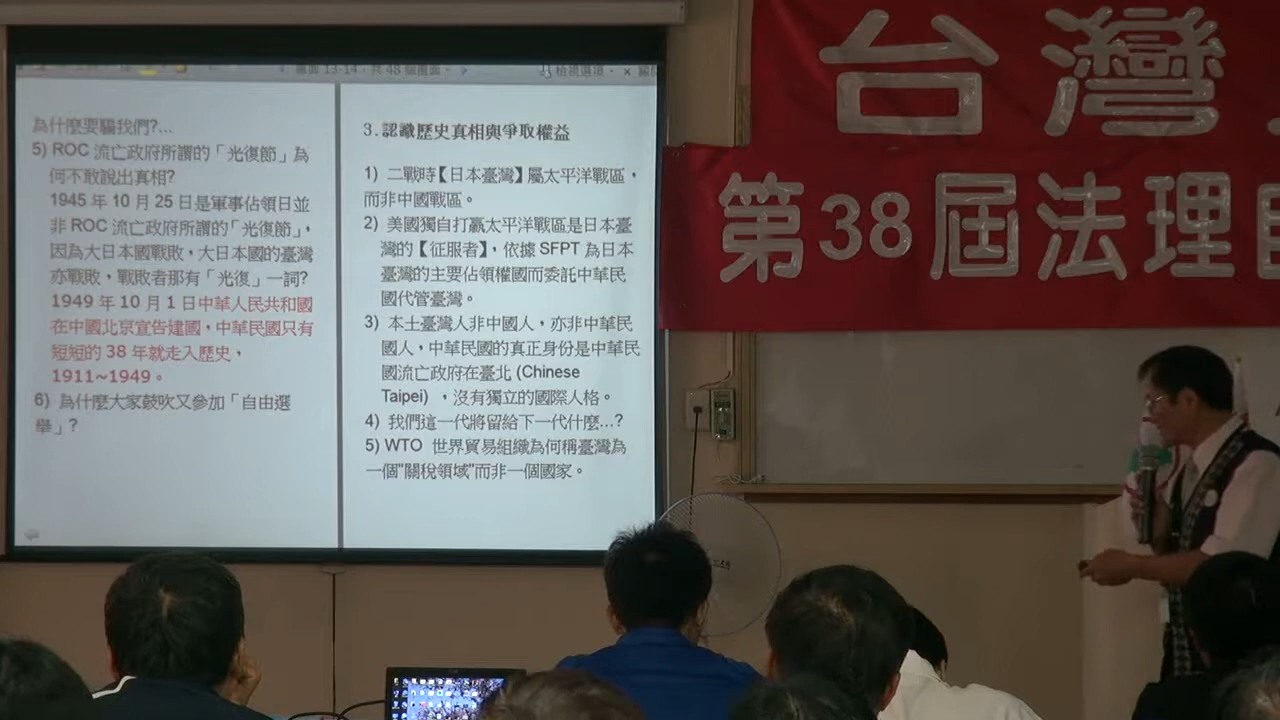 畫面 13-14,共 48 個畫面
檢視選項
為什麼要騙我們?...
5) ROC 流亡政府所謂的「光復節」為
何不敢說出真相?
1945 年 10 月 25 日是軍事佔領日並
非 ROC 流亡政府所謂的「光復節」,
因為大日本國戰敗,大日本國的臺灣
亦戰敗,戰敗者那有「光復」一詞?
1949 年 10 月 1 日中華人民共和國
在中國北京宣告建國,中華民國只有
短短的 38 年就走入歷史,
1911~1949。
6) 為什麼大家鼓吹又參加「自由選
舉」?
3.認識歷史真相與爭取權益
1) 二戰時【日本臺灣】屬太平洋戰區,
而非中國戰區。
2) 美國獨自打贏太平洋戰區是日本臺
灣的【征服者】,依據 SFPT 為日本
臺灣的主要佔領權國而委託中華民
國代管臺灣。
3) 本土臺灣人非中國人,亦非中華民
國人,中華民國的真正身份是中華民
國流亡政府在臺北 (Chinese
Taipei) ,沒有獨立的國際人格。
4) 我們這一代將留給下一代什麼...?
5) WTO 世界貿易組織為何稱臺灣為
一個"關稅領域"而非一個國家。
台灣
第38屆法理